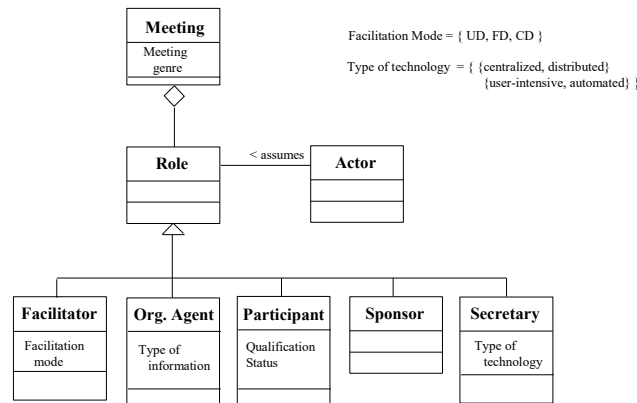 Meeting
Meeting
genre
Facilitation Mode = { UD, FD, CD }
Type of technology = { {centralized, distributed}
{user-intensive, automated} }
Role
< assumes
Actor
Facilitator
Facilitation
mode
Org. Agent
Type of
information
Participant
Qualification
Status
Sponsor
Secretary
Type of
technology